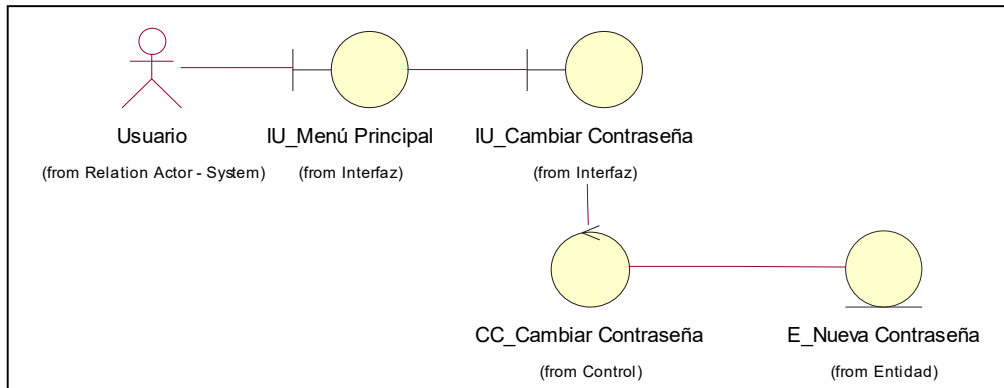 Usuario
IU_Menú Principal
IU_Cambiar Contraseña
(from Relation Actor - System)
(from Interfaz)
(from Interfaz)
CC_Cambiar Contraseña
E_Nueva Contraseña
(from Control)
(from Entidad)